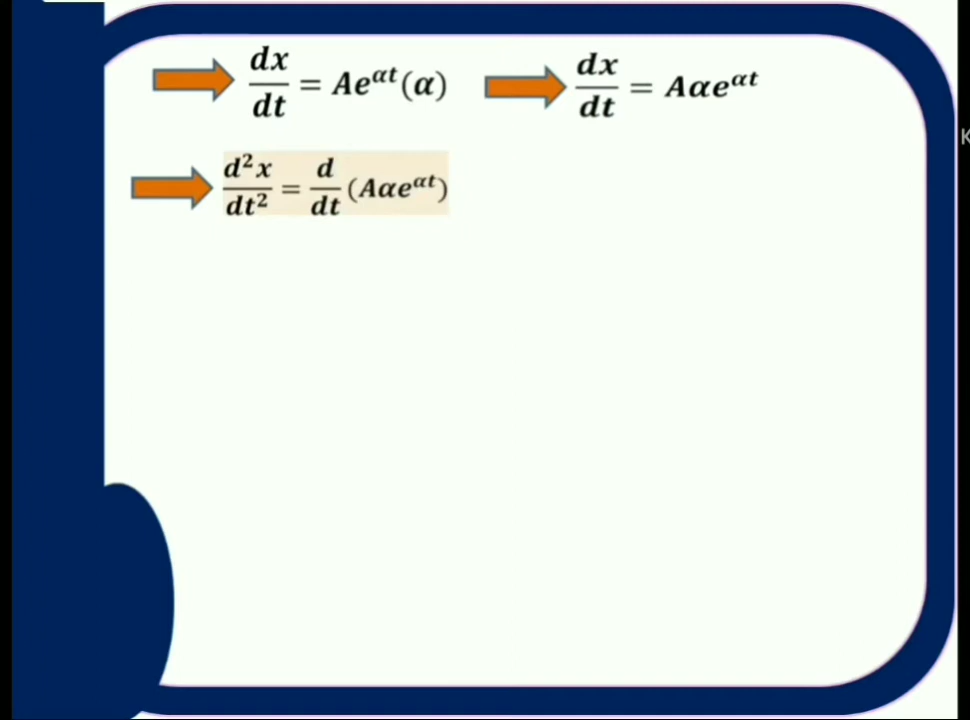 dx/dt = Ae^{αt}(α) dx/dt = Aαe^{αt}
d²x/dt² = d/dt (Aαe^{αt})
K